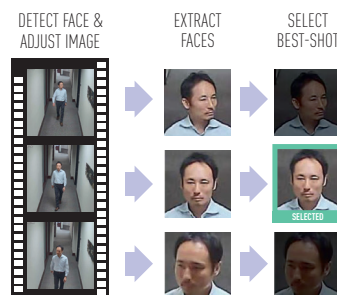 DETECT FACE &
ADJUST IMAGE
EXTRACT
FACES
SELECT
BEST-SHOT
SELECTED